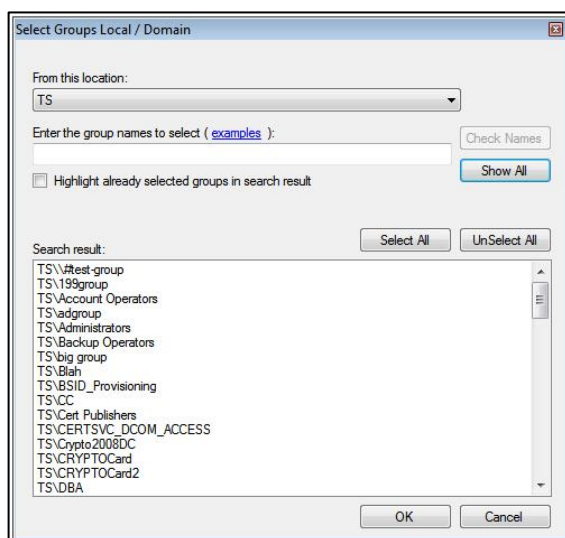 Select Groups Local / Domain
From this location:
TS
Enter the group names to select ( examples ):
Check Names
Show All
Highlight already selected groups in search result
Select All
UnSelect All
Search result:
TS\\#test-group
TS\199group
TS\Account Operators
TS\adgroup
TS\Administrators
TS\Backup Operators
TS\big group
TS\Blah
TS\BSID_Provisioning
TS\CC
TS\Cert Publishers
TS\CERTSVC_DCOM_ACCESS
TS\Crypto2008DC
TS\CRYPTOCard
TS\CRYPTOCard2
TS\DBA
OK
Cancel